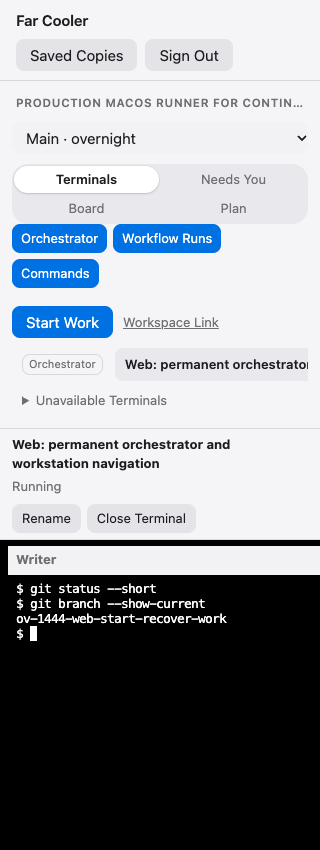 Far Cooler
Saved Copies Sign Out
PRODUCTION MACOS RUNNER FOR CONTIN…
Main · overnight
Terminals Needs You
Board Plan
Orchestrator Workflow Runs
Commands
Start Work Workspace Link
Orchestrator Web: permanent orchestrator
Unavailable Terminals
Web: permanent orchestrator and
workstation navigation
Running
Rename Close Terminal
Writer
$ git status --short
$ git branch --show-current
ov-1444-web-start-recover-work
$